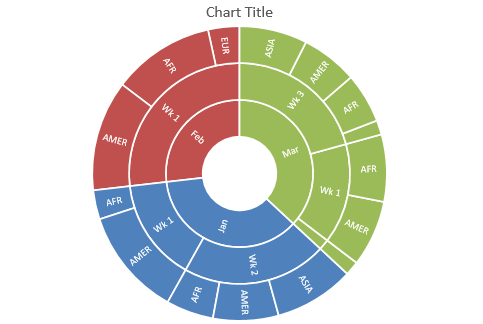 Chart Title
Mar
Wk 3
ASIA
AMER
AFR
Wk 1
AFR
AMER
Jan
Wk 2
ASIA
AMER
AFR
Wk 1
AMER
AFR
Feb
Wk 1
AMER
AFR
EUR